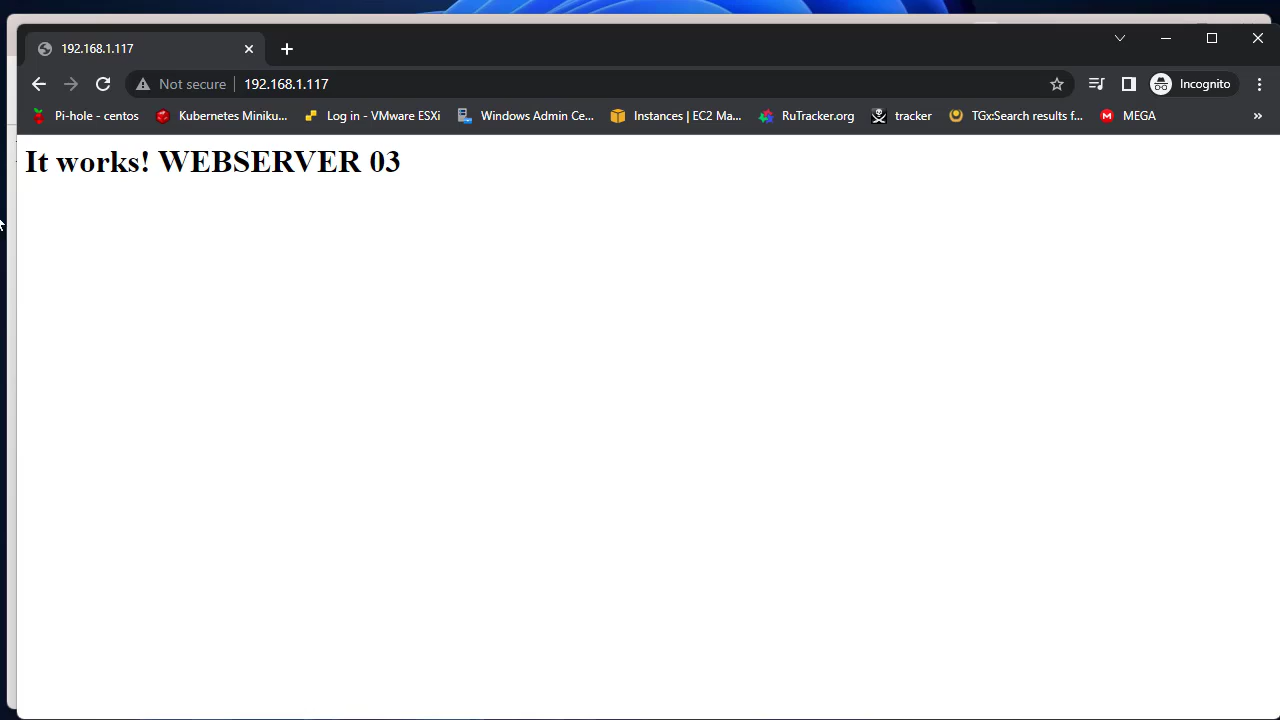 192.168.1.117
Not secure 192.168.1.117 Incognito
Pi-hole - centos Kubernetes Miniku... Log in - VMware ESXi Windows Admin Ce... Instances | EC2 Ma... RuTracker.org tracker TGx:Search results f... MEGA »
It works! WEBSERVER 03